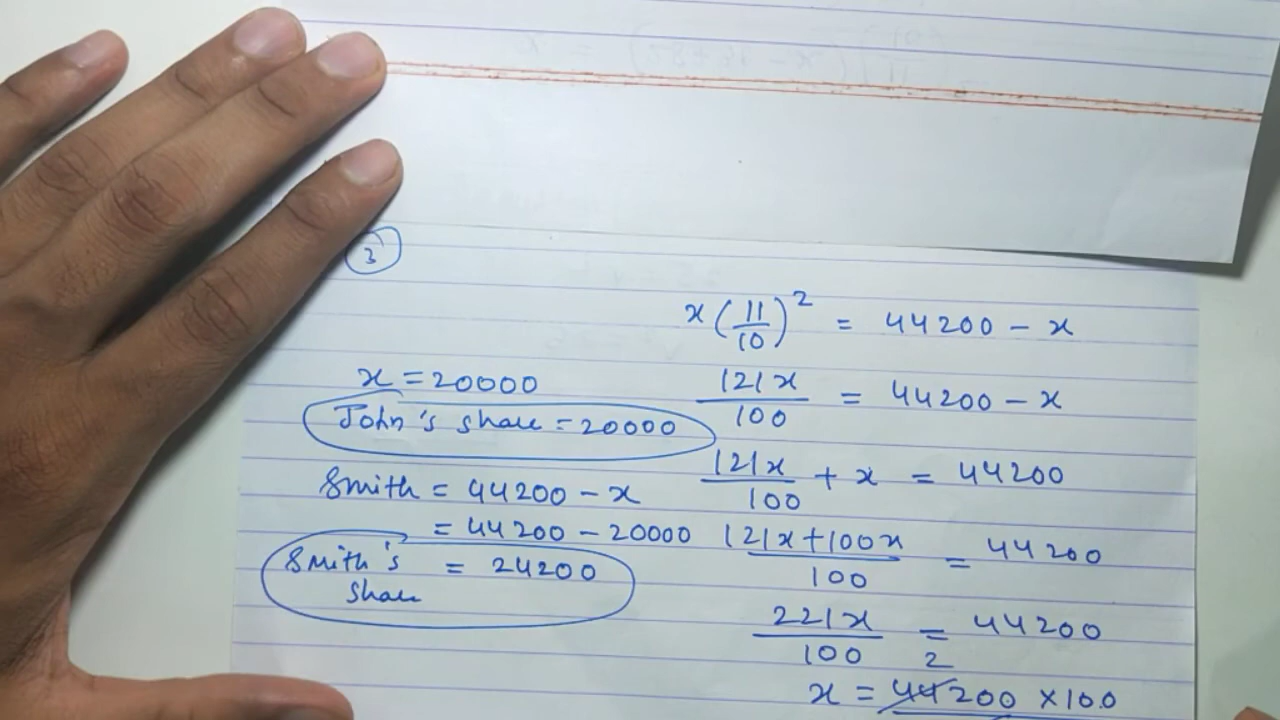 3
x = 20000
John's share = 20000
Smith = 44200 - x
= 44200 - 20000
Smith's share = 24200
x(11/10)² = 44200 - x
121x/100 = 44200 - x
121x/100 + x = 44200
121x+100x/100 = 44200
221x/100 = 44200
2
x = 44200 ×100